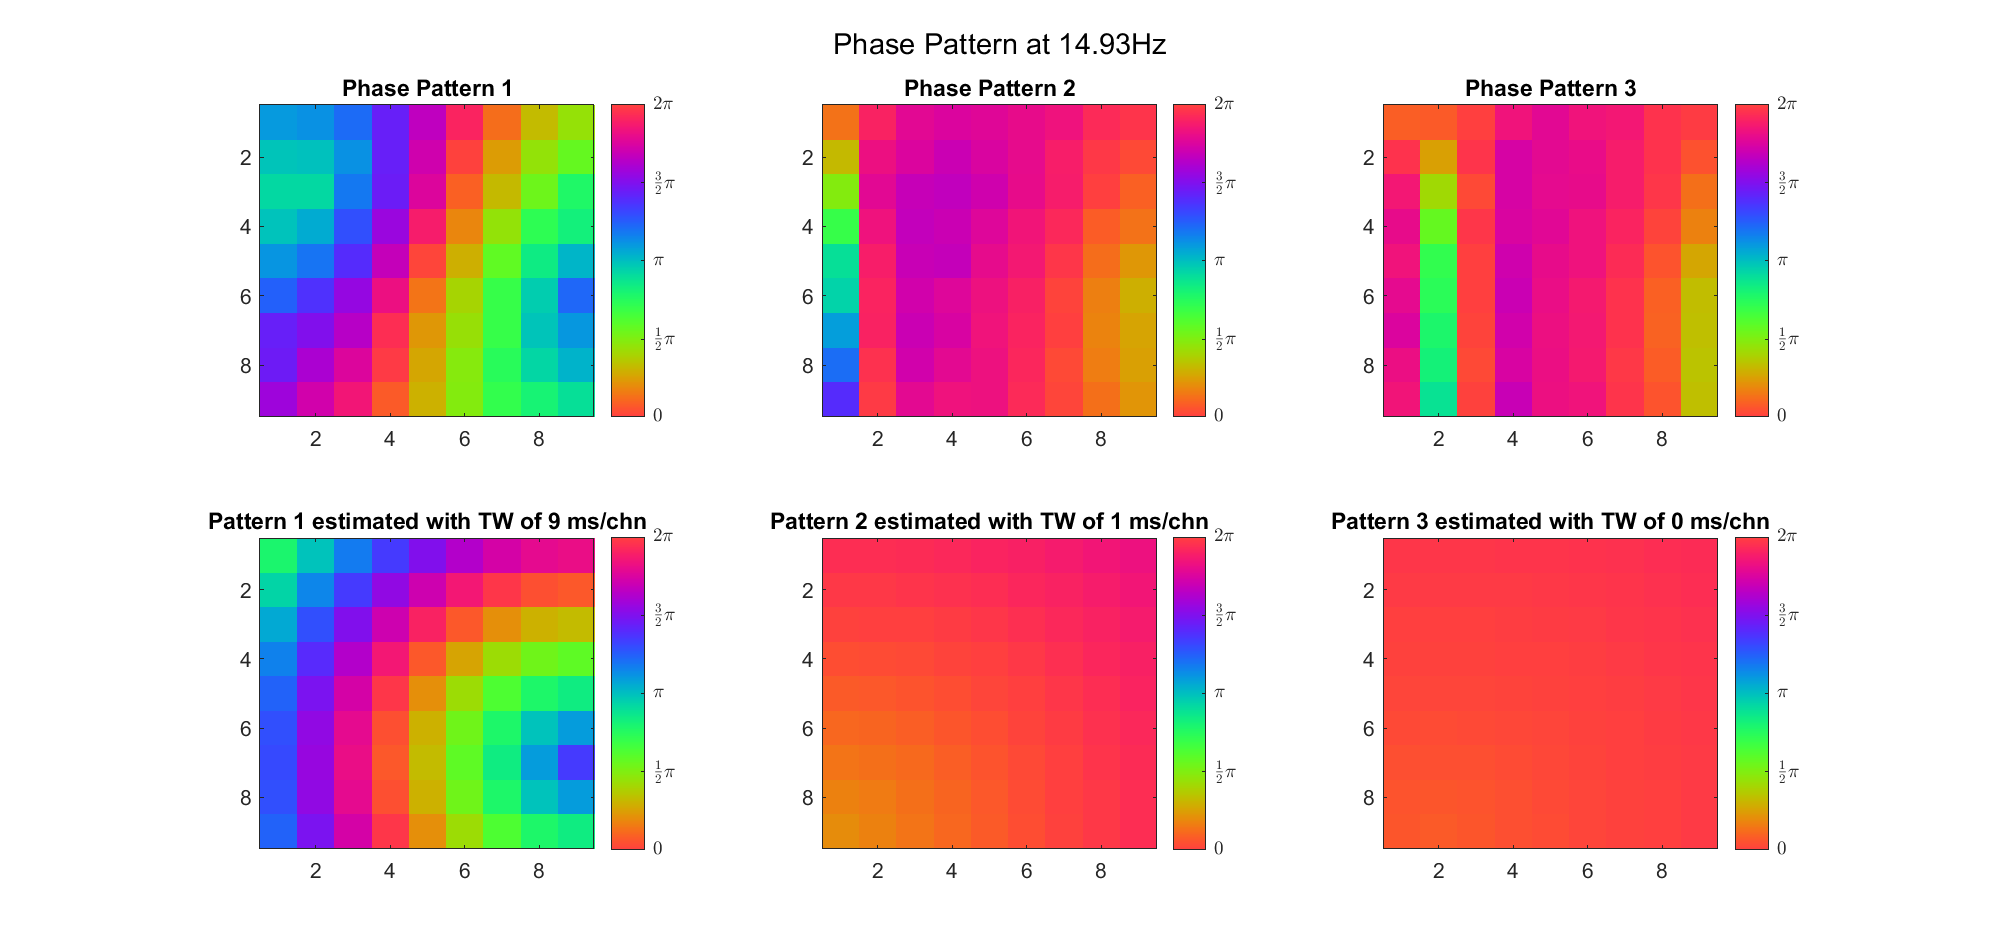 Phase Pattern at 14.93Hz
Phase Pattern 1
Phase Pattern 2
Phase Pattern 3
2
4
6
8
2 4 6 8
2π
3/2 π
π
1/2 π
0
2
4
6
8
2 4 6 8
2π
3/2 π
π
1/2 π
0
2
4
6
8
2 4 6 8
2π
3/2 π
π
1/2 π
0
Pattern 1 estimated with TW of 9 ms/chn
Pattern 2 estimated with TW of 1 ms/chn
Pattern 3 estimated with TW of 0 ms/chn
2
4
6
8
2 4 6 8
2π
3/2 π
π
1/2 π
0
2
4
6
8
2 4 6 8
2π
3/2 π
π
1/2 π
0
2
4
6
8
2 4 6 8
2π
3/2 π
π
1/2 π
0